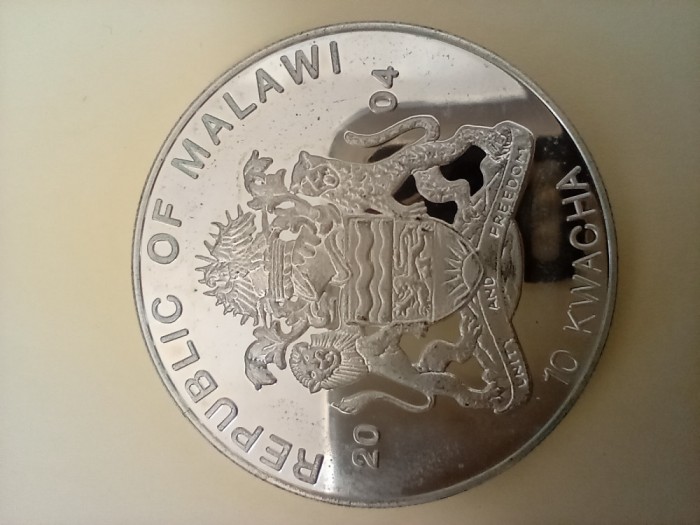 REPUBLIC OF MALAWI
20 04
UNITY AND FREEDOM
10 KWACHA